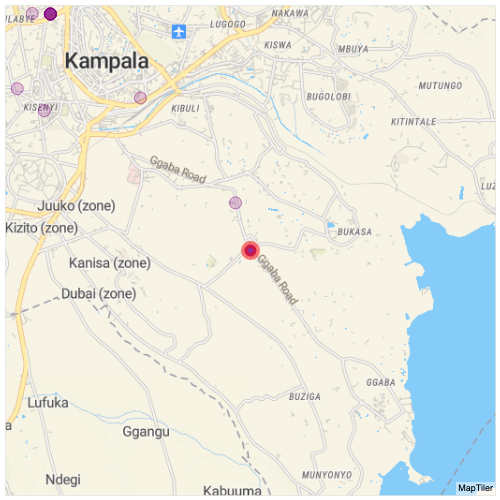 NAKAWA
ULABYE
LUGOGO
KISWA
MBUYA
Kampala
MUTUNGO
BUGOLOBI
KISENYI
KIBULI
KITINTALE
Ggaba Road
LUZ
Juuko (zone)
Kizito (zone)
BUKASA
Kanisa (zone)
Ggaba Road
Dubai (zone)
GGABA
BUZIGA
Lufuka
a
Ggangu
MUNYONYO
Ndegi
Kabuuma
MapTiler